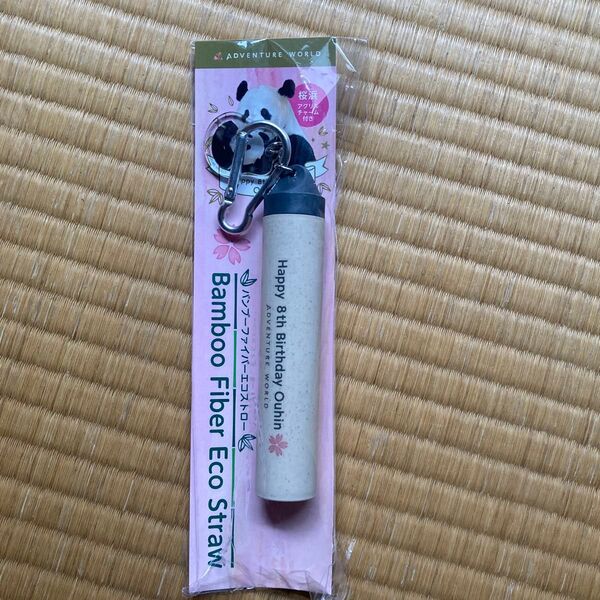 ADVENTURE WORLD
桜浜
アクリル
チャーム
付き
Happy 8th Birthday Ouhin
ADVENTURE WORLD
バンブーファイバーエコストロー
Bamboo Fiber Eco Straw